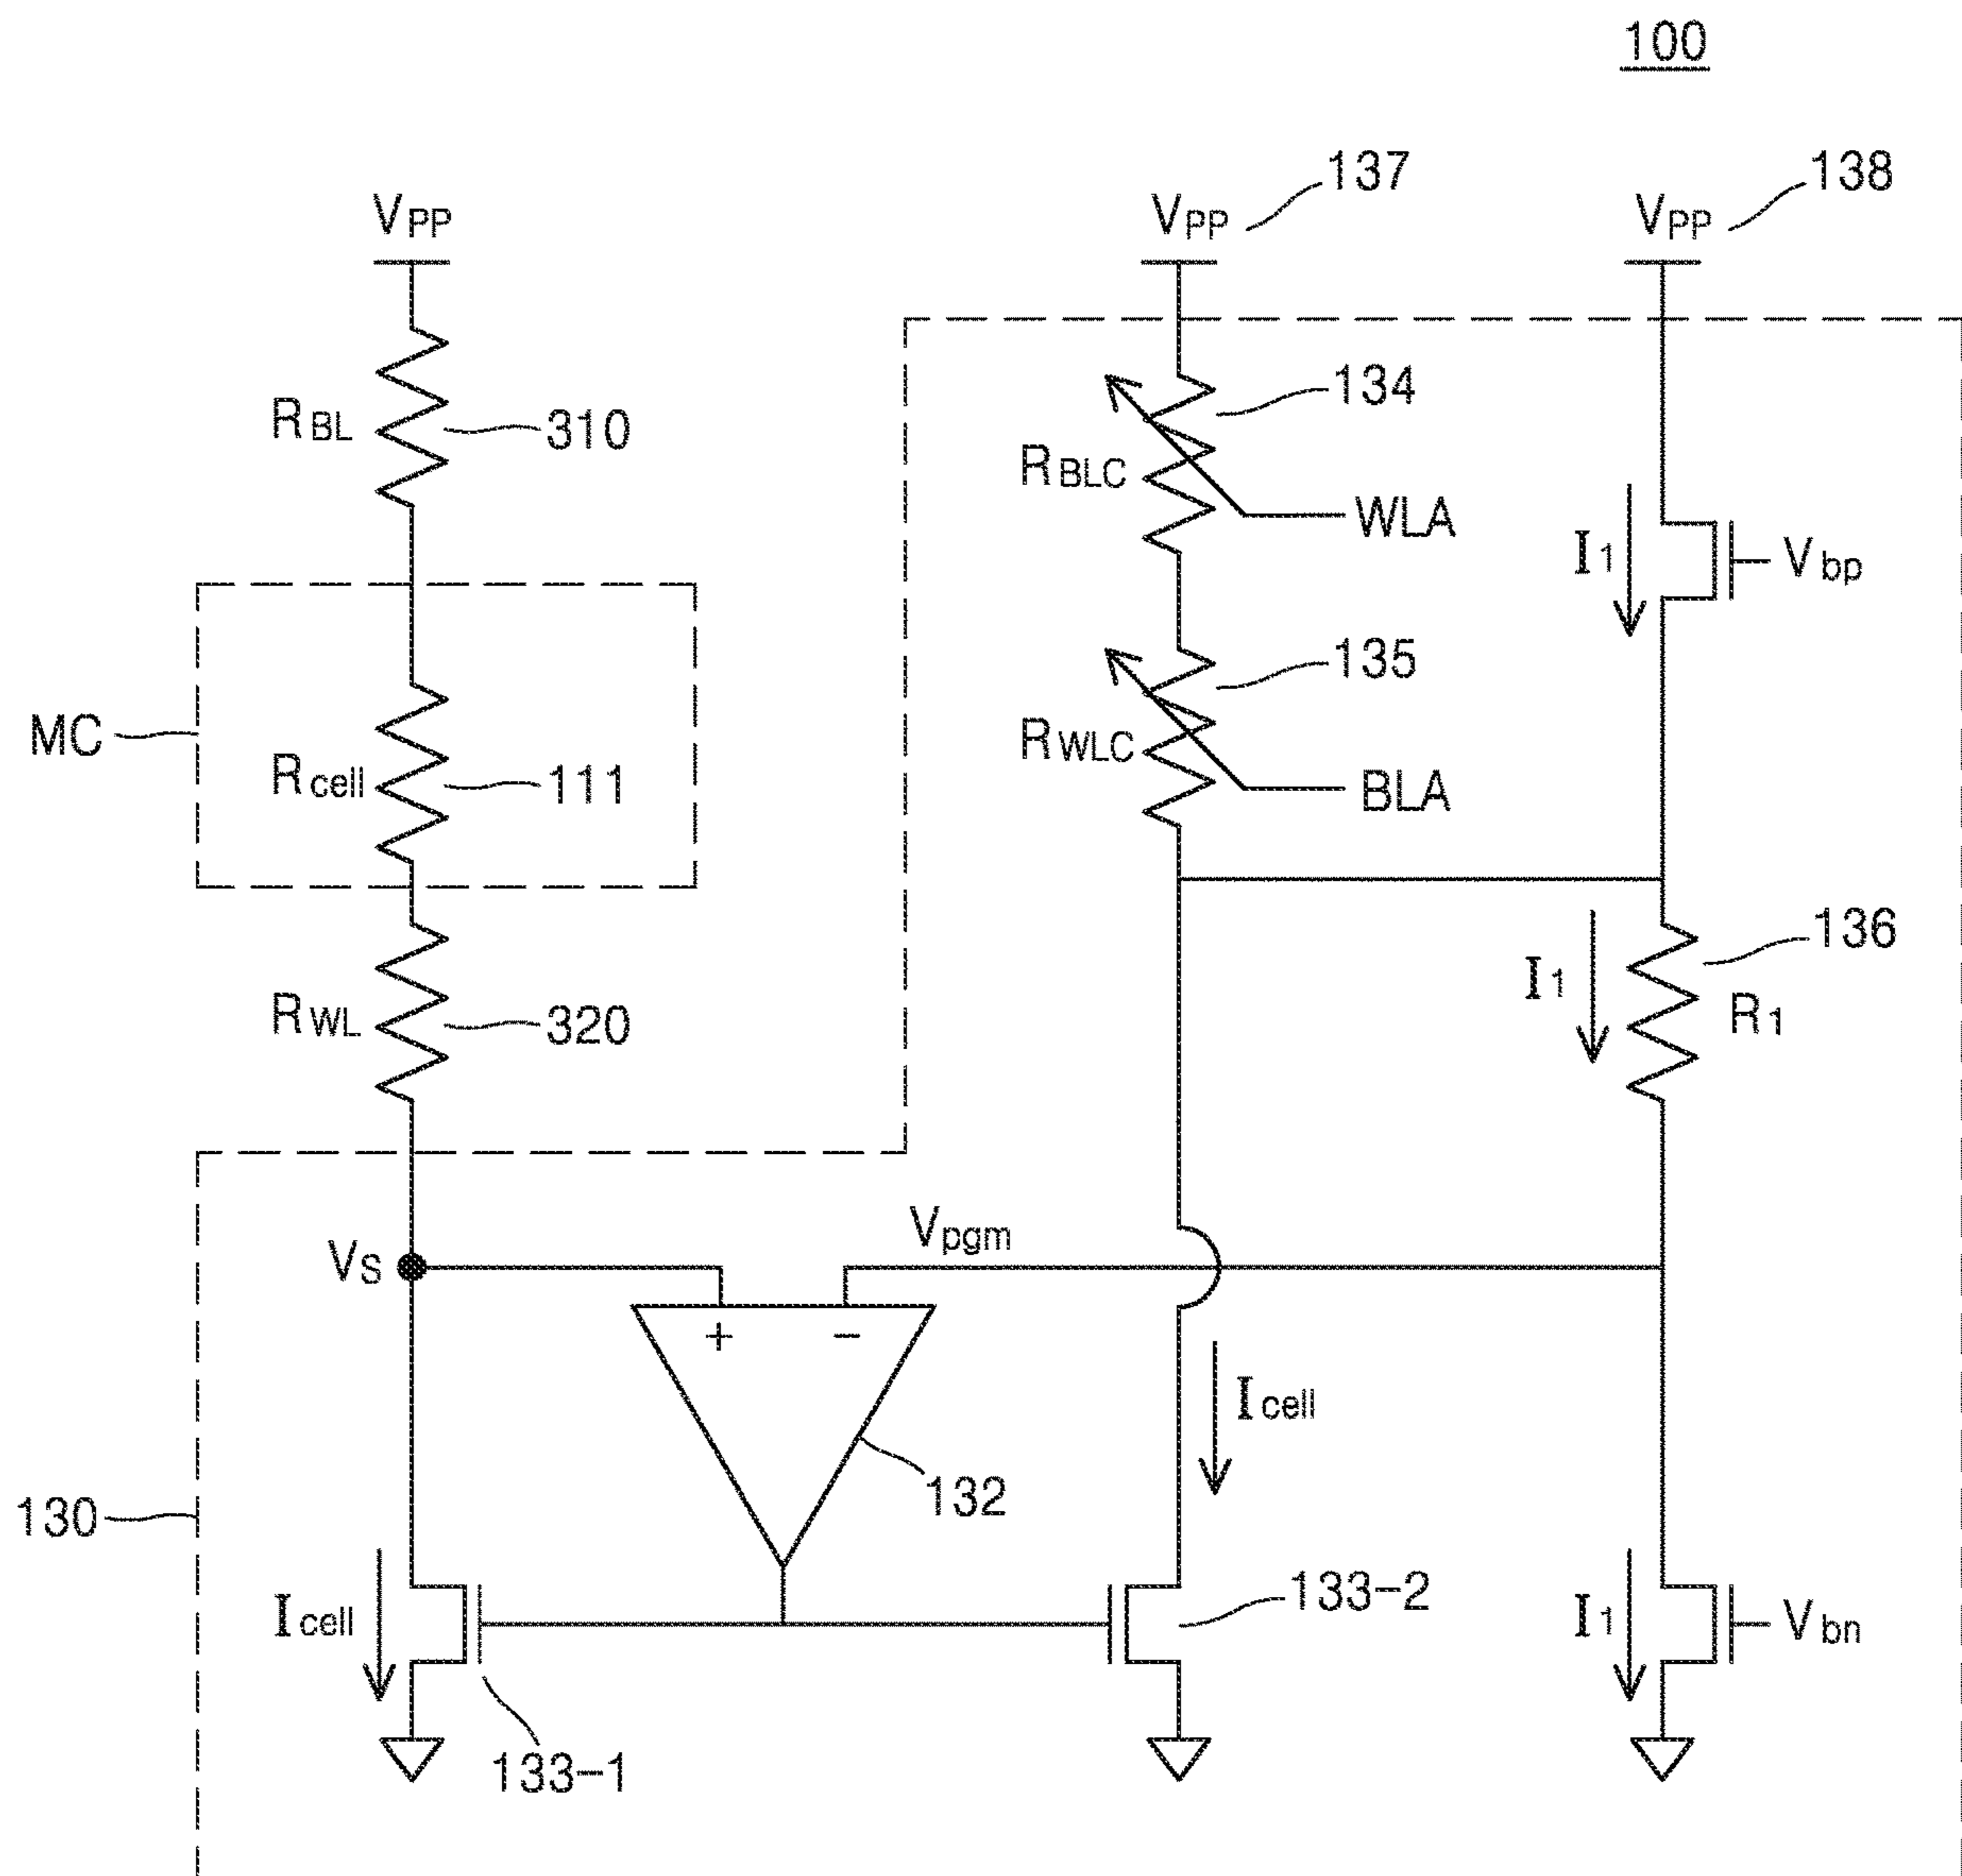 100
137
138
VPP
VPP
VPP
134
RBL
310
RBLC
WLA
I1
Vbp
135
MC
RWLC
Rcell
111
BLA
136
I1
R1
RWL
320
Vpgm
VS
+
−
Icell
132
130
133-2
Icell
I1
Vbn
133-1